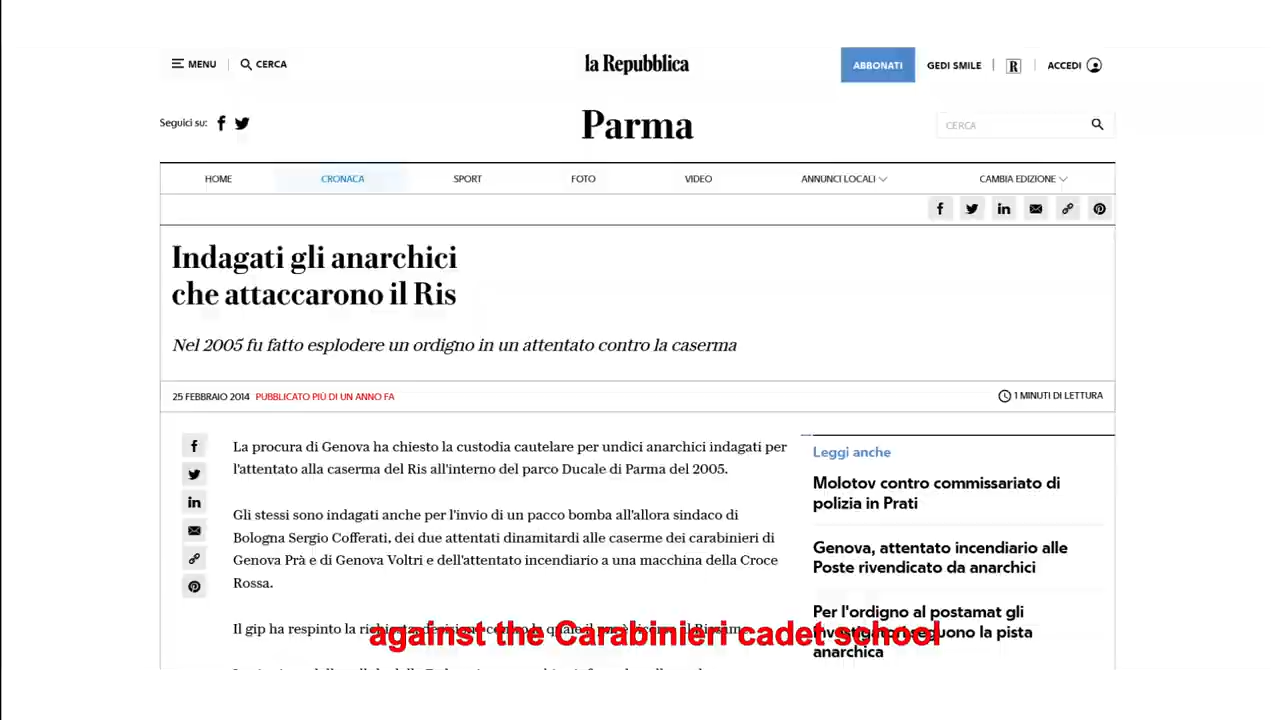 MENU
CERCA
la Repubblica
ABBONATI
GEDI SMILE
R
ACCEDI
Seguici su:
Parma
CERCA
HOME
CRONACA
SPORT
FOTO
VIDEO
ANNUNCI LOCALI
CAMBIA EDIZIONE
Indagati gli anarchici
che attaccarono il Ris
Nel 2005 fu fatto esplodere un ordigno in un attentato contro la caserma
25 FEBBRAIO 2014 PUBBLICATO PIÙ DI UN ANNO FA
1 MINUTI DI LETTURA
La procura di Genova ha chiesto la custodia cautelare per undici anarchici indagati per
l'attentato alla caserma del Ris all'interno del parco Ducale di Parma del 2005.
Gli stessi sono indagati anche per l'invio di un pacco bomba all'allora sindaco di
Bologna Sergio Cofferati, dei due attentati dinamitardi alle caserme dei carabinieri di
Genova Prà e di Genova Voltri e dell'attentato incendiario a una macchina della Croce
Rossa.
Il gip ha respinto la
Leggi anche
Molotov contro commissariato di
polizia in Prati
Genova, attentato incendiario alle
Poste rivendicato da anarchici
Per l'ordigno al postamat gli
investigatori seguono la pista
anarchica
against the Carabinieri cadet school